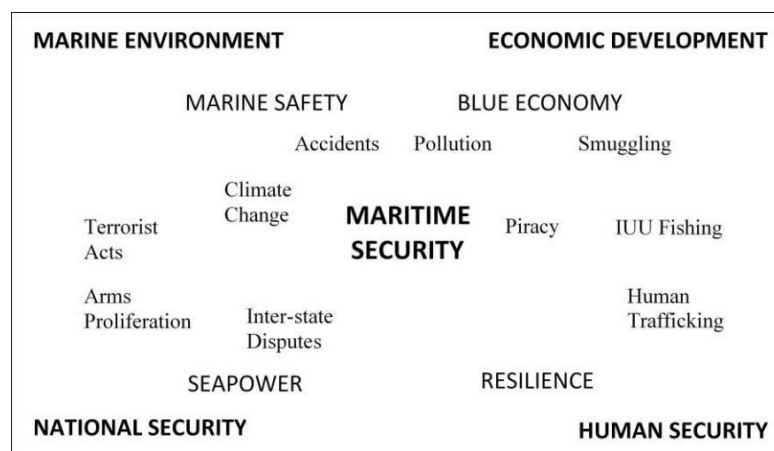 MARINE ENVIRONMENT
ECONOMIC DEVELOPMENT
MARINE SAFETY
BLUE ECONOMY
Accidents
Pollution
Smuggling
Climate
Change
MARITIME
SECURITY
Piracy
IUU Fishing
Terrorist
Acts
Arms
Proliferation
Inter-state
Disputes
Human
Trafficking
SEAPOWER
RESILIENCE
NATIONAL SECURITY
HUMAN SECURITY